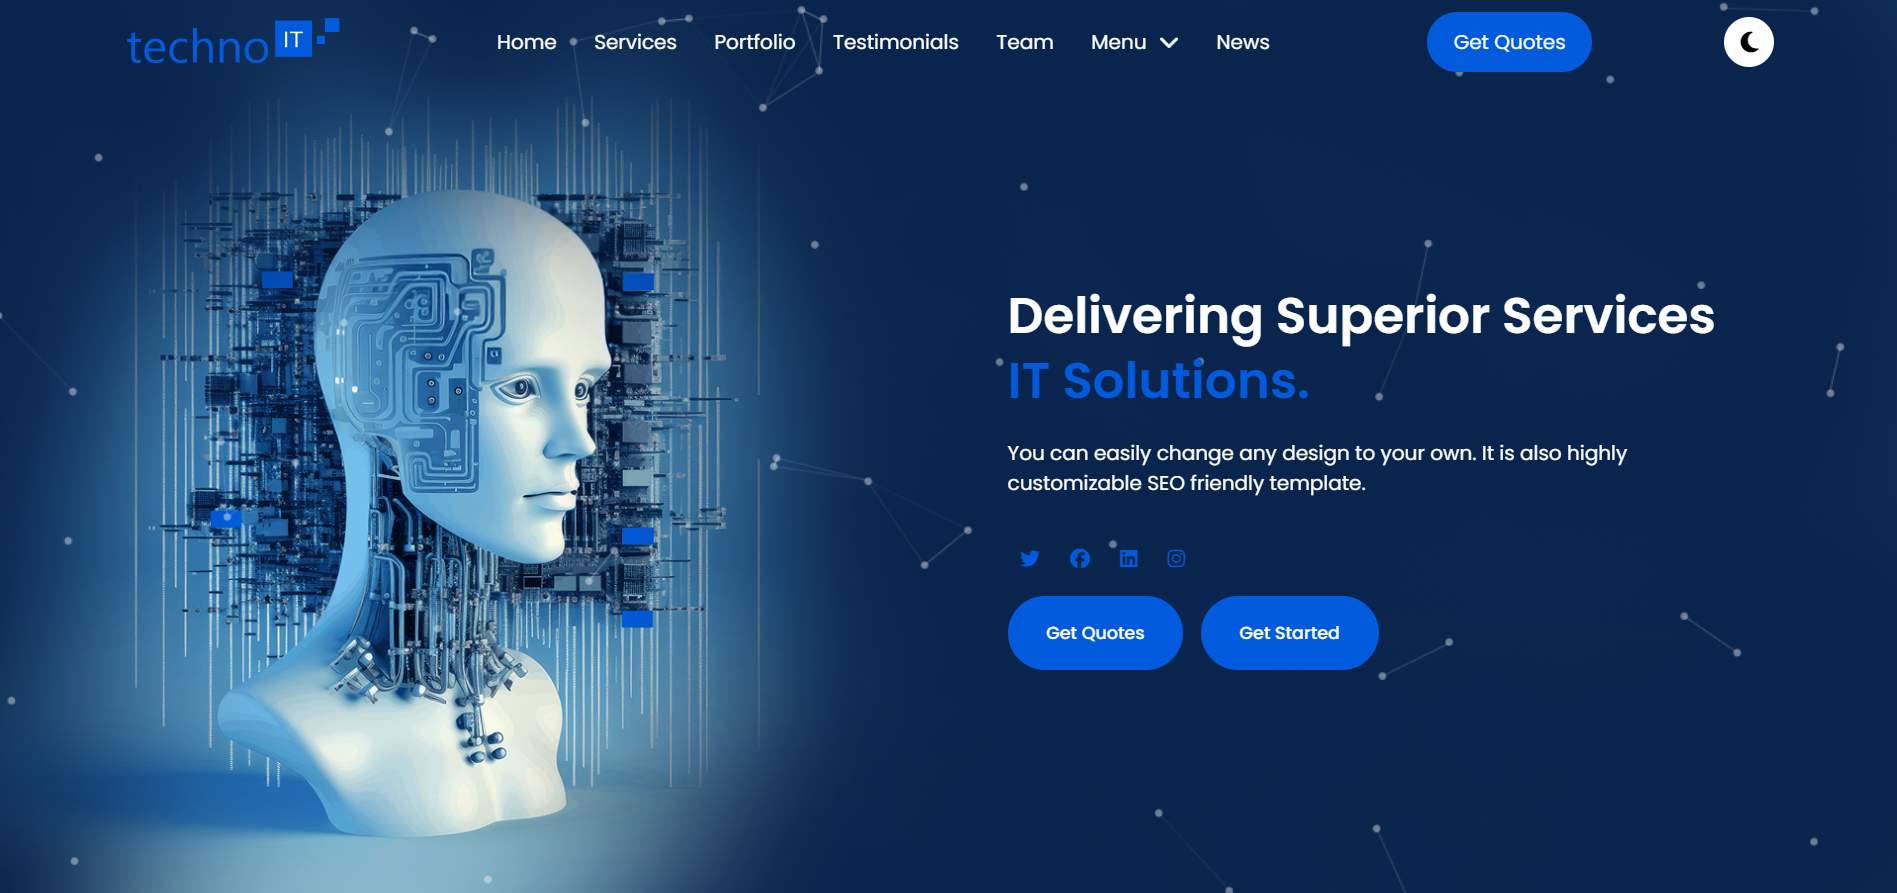 techno IT
Home Services Portfolio Testimonials Team Menu News Get Quotes
Delivering Superior Services
IT Solutions.
You can easily change any design to your own. It is also highly
customizable SEO friendly template.
Get Quotes Get Started